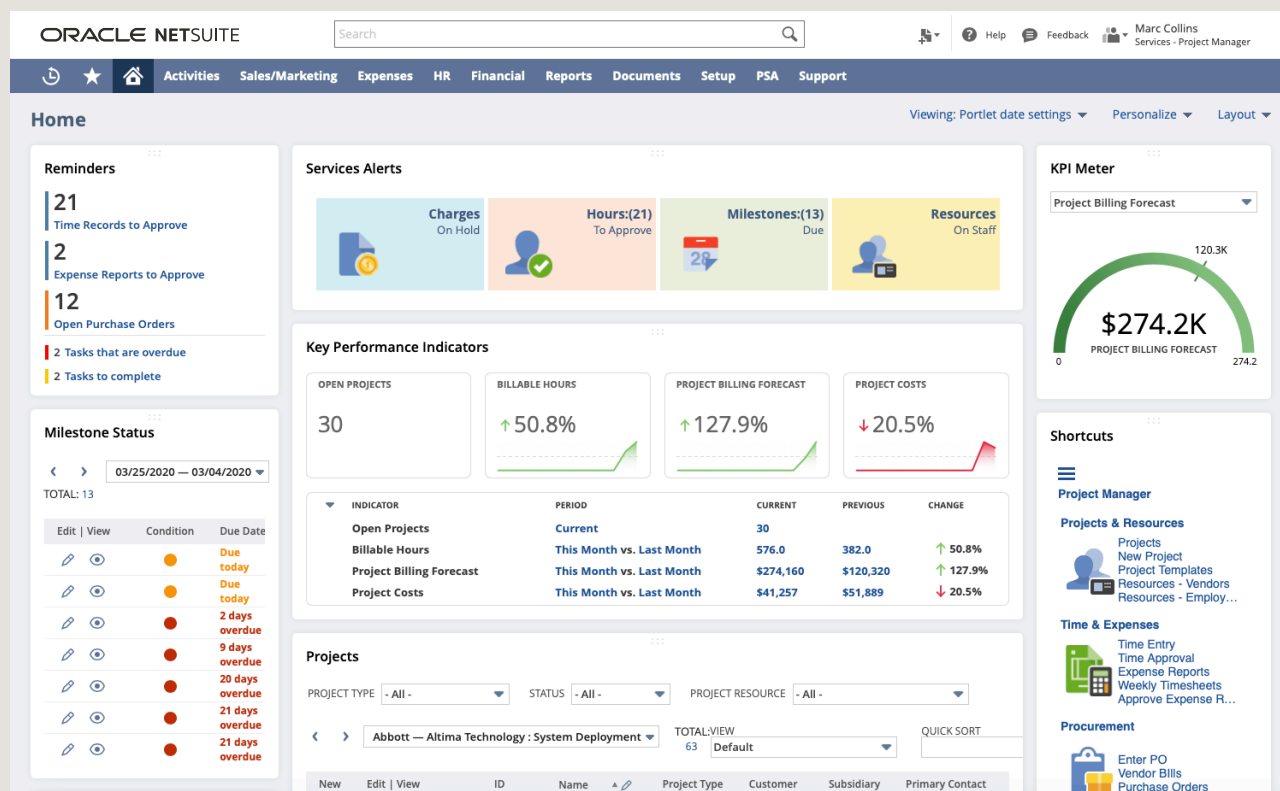 ORACLE NETSUITE
Search
Help
Feedback
Marc Collins
Services - Project Manager
Activities
Sales/Marketing
Expenses
HR
Financial
Reports
Documents
Setup
PSA
Support
Home
Viewing: Portlet date settings
Personalize
Layout
Reminders
21
Time Records to Approve
2
Expense Reports to Approve
12
Open Purchase Orders
2 Tasks that are overdue
2 Tasks to complete
Milestone Status
03/25/2020 — 03/04/2020
TOTAL: 13
Edit | View Condition Due Date
Due
today
Due
today
2 days
overdue
9 days
overdue
20 days
overdue
21 days
overdue
21 days
overdue
Services Alerts
Charges
On Hold
Hours:(21)
To Approve
28
Milestones:(13)
Due
Resources
On Staff
Key Performance Indicators
OPEN PROJECTS
30
BILLABLE HOURS
50.8%
PROJECT BILLING FORECAST
127.9%
PROJECT COSTS
20.5%
INDICATOR PERIOD CURRENT PREVIOUS CHANGE
Open Projects Current 30
Billable Hours This Month vs. Last Month 576.0 382.0 50.8%
Project Billing Forecast This Month vs. Last Month $274,160 $120,320 127.9%
Project Costs This Month vs. Last Month $41,257 $51,889 20.5%
Projects
PROJECT TYPE - All - STATUS - All - PROJECT RESOURCE - All -
Abbott — Altima Technology : System Deployment
TOTAL:
63
VIEW
Default
QUICK SORT
New Edit | View ID Name Project Type Customer Subsidiary Primary Contact
KPI Meter
Project Billing Forecast
120.3K
$274.2K
PROJECT BILLING FORECAST
0
274.2
Shortcuts
Project Manager
Projects & Resources
Projects
New Project
Project Templates
Resources - Vendors
Resources - Employ...
Time & Expenses
Time Entry
Time Approval
Expense Reports
Weekly Timesheets
Approve Expense R...
Procurement
Enter PO
Vendor BIlls
Purchase Orders